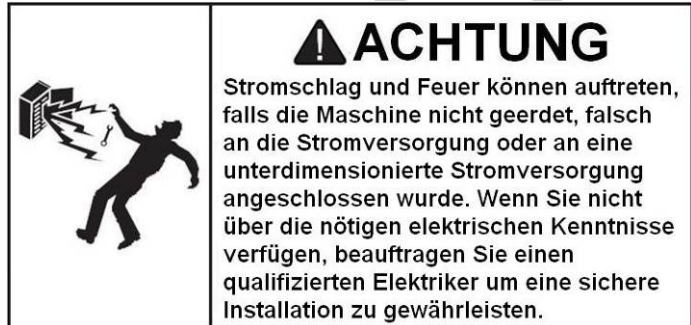 ACHTUNG
Stromschlag und Feuer können auftreten,
falls die Maschine nicht geerdet, falsch
an die Stromversorgung oder an eine
unterdimensionierte Stromversorgung
angeschlossen wurde. Wenn Sie nicht
über die nötigen elektrischen Kenntnisse
verfügen, beauftragen Sie einen
qualifizierten Elektriker um eine sichere
Installation zu gewährleisten.